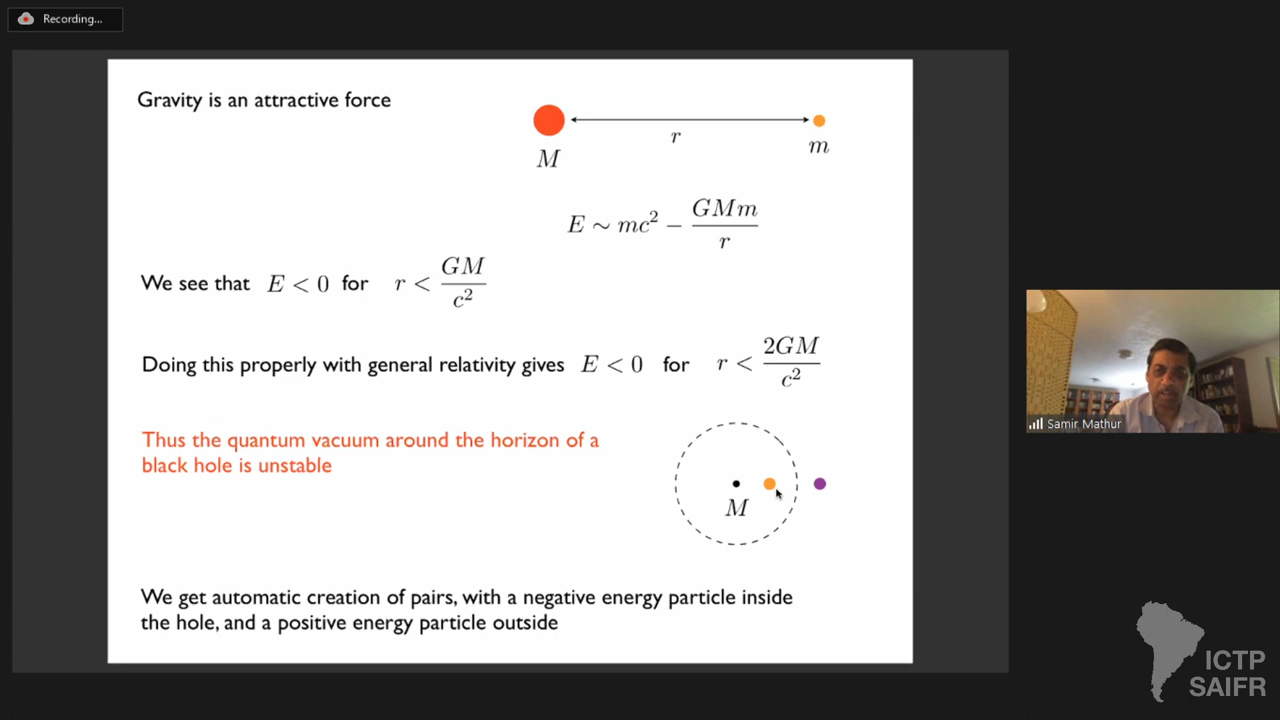 Recording...
Gravity is an attractive force
r
M
m
E ∼ mc² − GMm/r
We see that E < 0 for r < GM/c²
Doing this properly with general relativity gives E < 0 for r < 2GM/c²
Thus the quantum vacuum around the horizon of a
black hole is unstable
M
We get automatic creation of pairs, with a negative energy particle inside
the hole, and a positive energy particle outside
Samir Mathur
ICTP
SAIFR